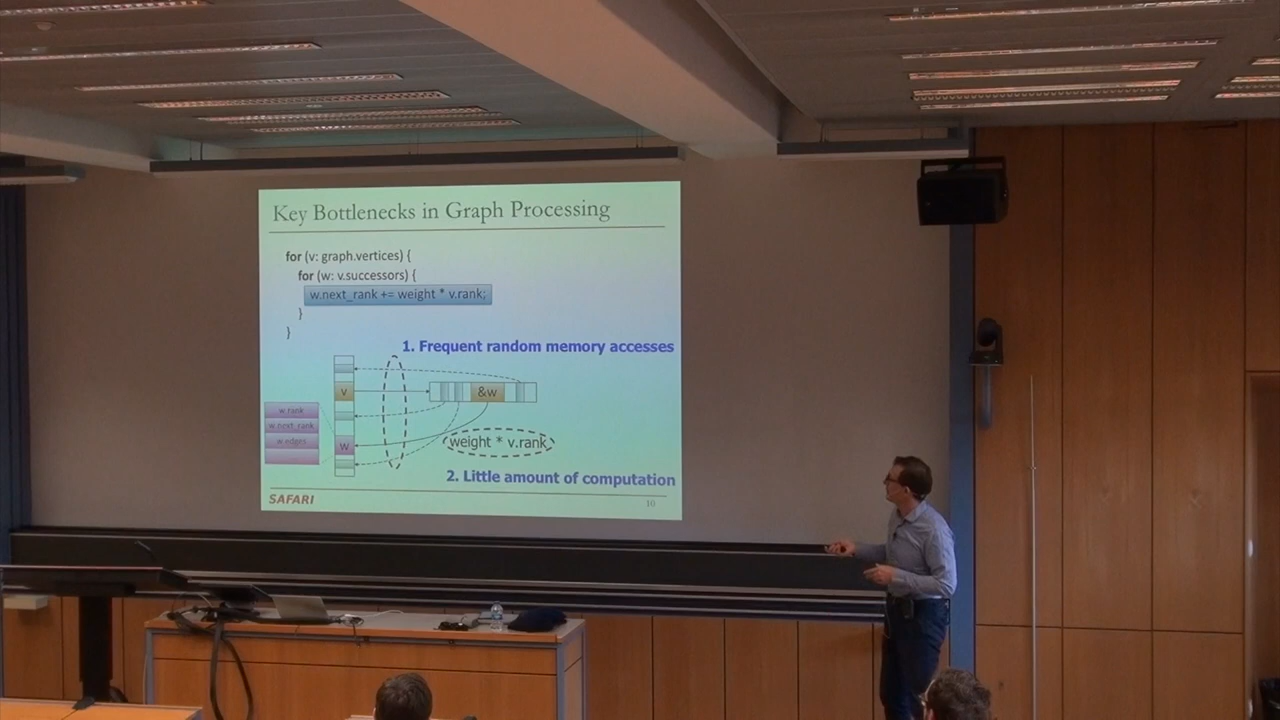 Key Bottlenecks in Graph Processing
for (v: graph.vertices) {
for (w: v.successors) {
w.next_rank += weight * v.rank;
}
}
1. Frequent random memory accesses
v
&w
w.rank
w.next_rank
w.edges
w
weight * v.rank
2. Little amount of computation
SAFARI
10